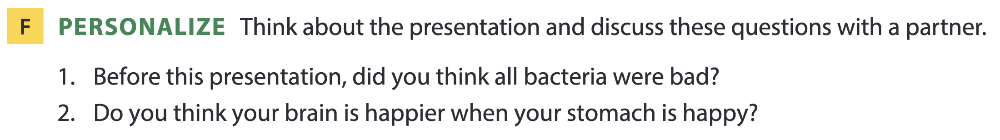 F PERSONALIZE Think about the presentation and discuss these questions with a partner.
1. Before this presentation, did you think all bacteria were bad?
2. Do you think your brain is happier when your stomach is happy?